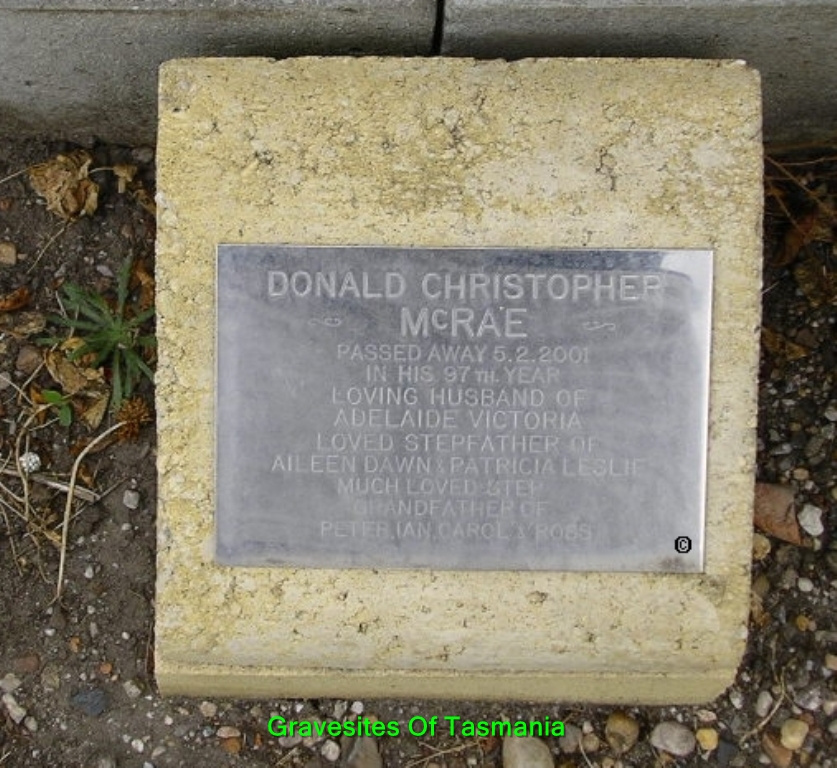 DONALD CHRISTOPHER
McRAE
PASSED AWAY 5.2.2001
IN HIS 97TH. YEAR
LOVING HUSBAND OF
ADELAIDE VICTORIA
LOVED STEPFATHER OF
AILEEN DAWN & PATRICIA LESLIE
MUCH LOVED STEP
GRANDFATHER OF
PETER, IAN, CAROL & ROSS
©
Gravesites Of Tasmania